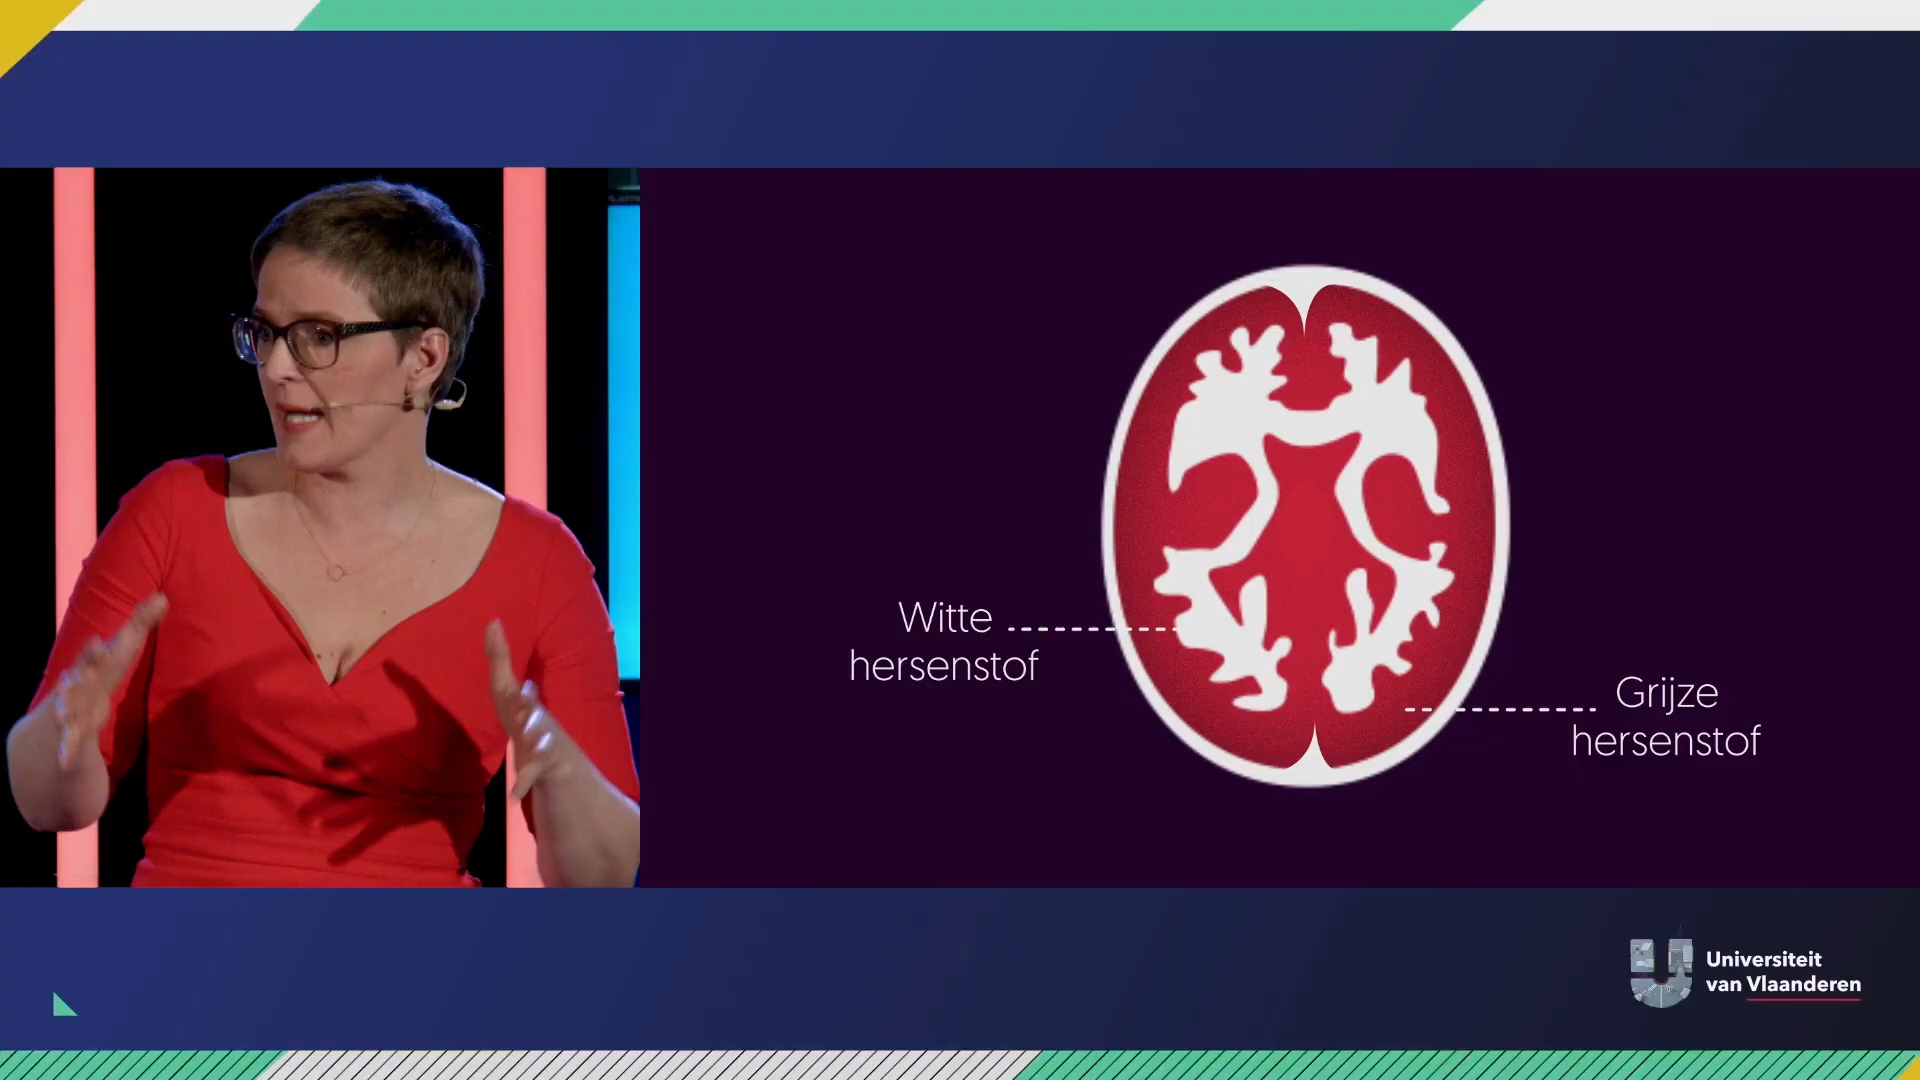 Witte
hersenstof
Grijze
hersenstof
Universiteit
van Vlaanderen